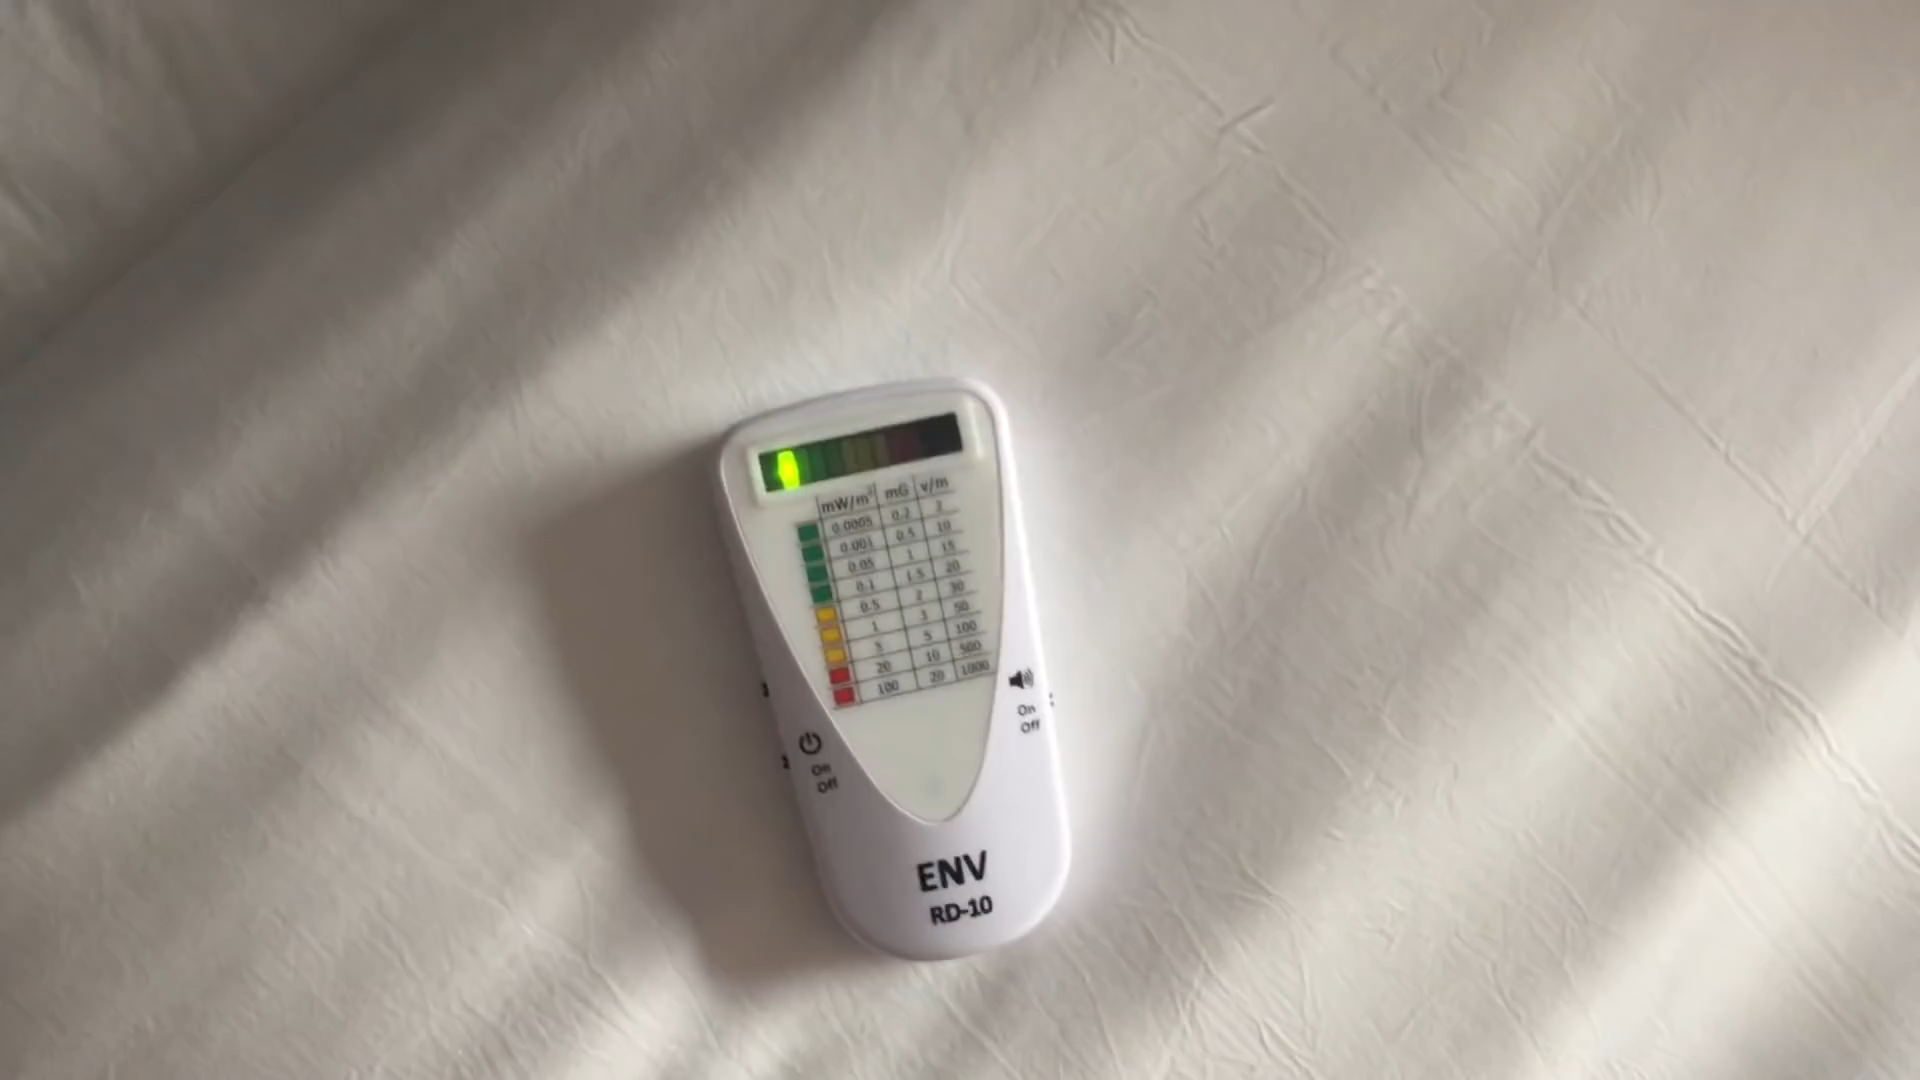 mW/m² mG v/m
0.0005 0.2 2
0.001 0.5 10
0.05 1 15
0.1 1.5 20
0.5 2 30
1 3 50
5 100
20 10 500
100 20 1000
On
Off
On
Off
ENV
RD-10